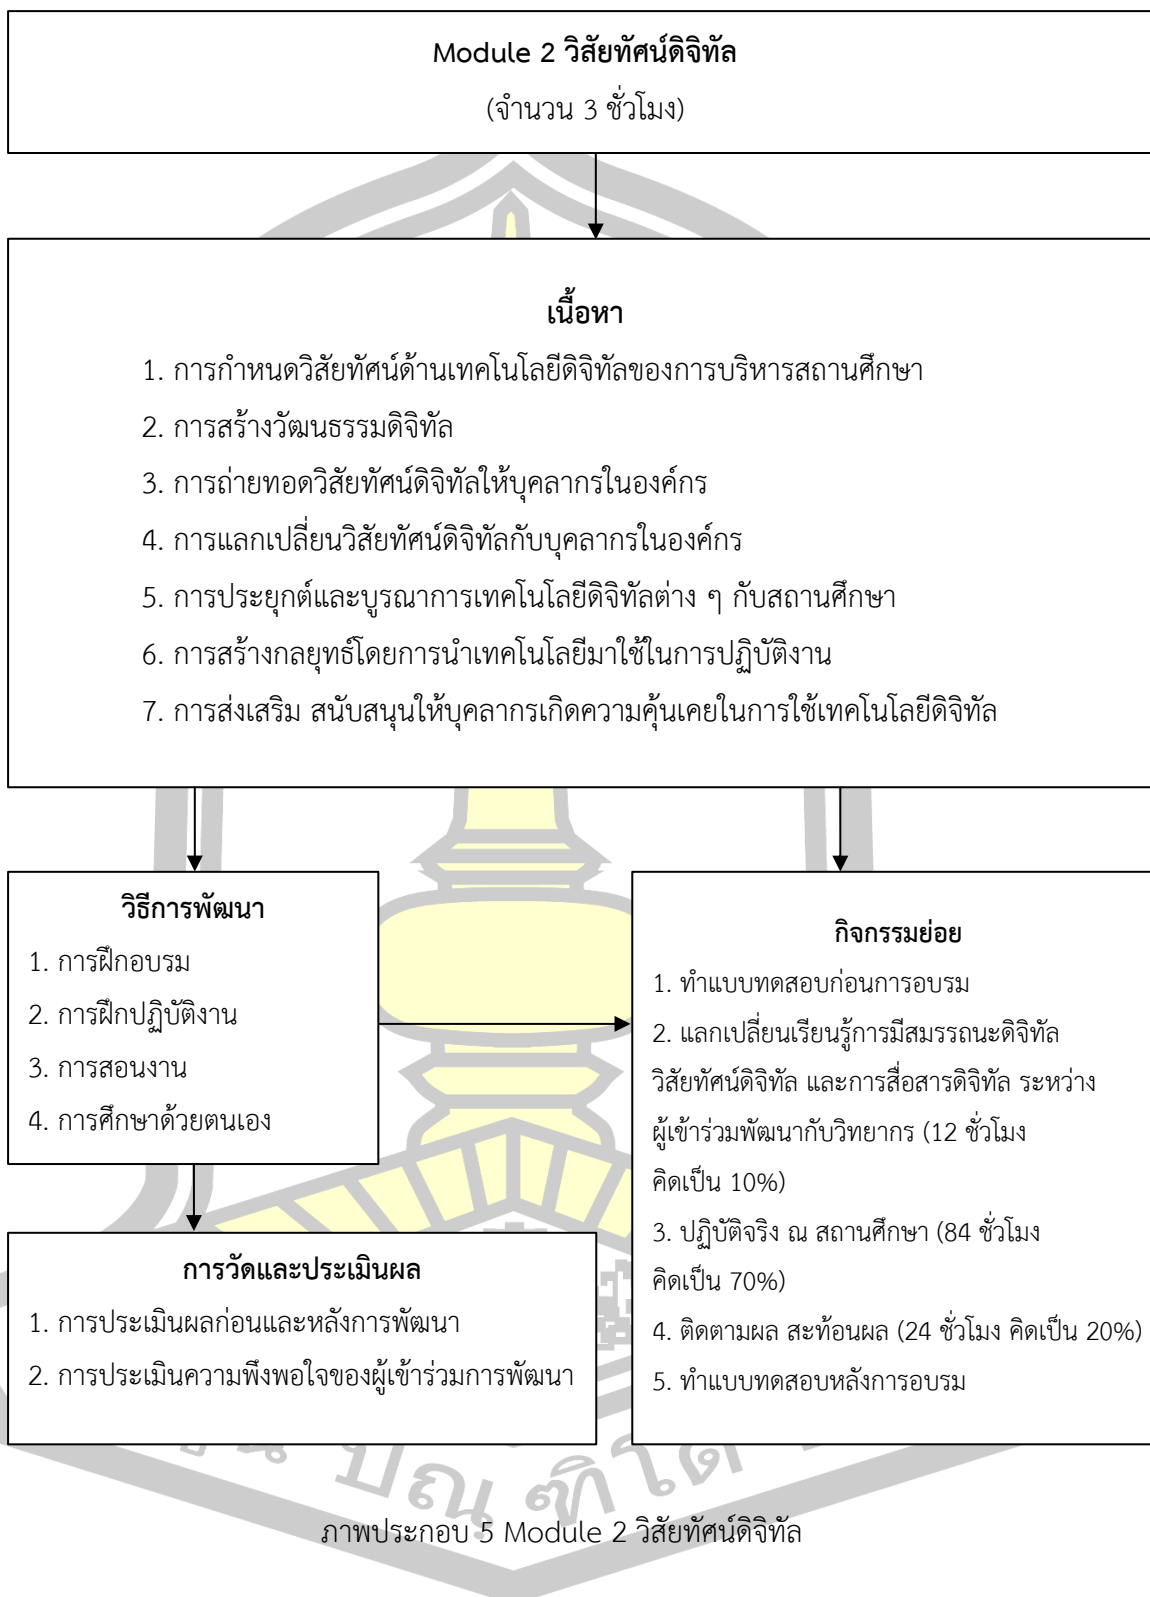 Module 2 วิสัยทัศน์ดิจิทัล
(จำนวน 3 ชั่วโมง)
เนื้อหา
1. การกำหนดวิสัยทัศน์ด้านเทคโนโลยีดิจิทัลของการบริหารสถานศึกษา
2. การสร้างวัฒนธรรมดิจิทัล
3. การถ่ายทอดวิสัยทัศน์ดิจิทัลให้บุคลากรในองค์กร
4. การแลกเปลี่ยนวิสัยทัศน์ดิจิทัลกับบุคลากรในองค์กร
5. การประยุกต์และบูรณาการเทคโนโลยีดิจิทัลต่าง ๆ กับสถานศึกษา
6. การสร้างกลยุทธ์โดยการนำเทคโนโลยีมาใช้ในการปฏิบัติงาน
7. การส่งเสริม สนับสนุนให้บุคลากรเกิดความคุ้นเคยในการใช้เทคโนโลยีดิจิทัล
วิธีการพัฒนา
1. การฝึกอบรม
2. การฝึกปฏิบัติงาน
3. การสอนงาน
4. การศึกษาด้วยตนเอง
กิจกรรมย่อย
1. ทำแบบทดสอบก่อนการอบรม
2. แลกเปลี่ยนเรียนรู้การมีสมรรถนะดิจิทัล
วิสัยทัศน์ดิจิทัล และการสื่อสารดิจิทัล ระหว่าง
ผู้เข้าร่วมพัฒนากับวิทยากร (12 ชั่วโมง
คิดเป็น 10%)
3. ปฏิบัติจริง ณ สถานศึกษา (84 ชั่วโมง
คิดเป็น 70%)
4. ติดตามผล สะท้อนผล (24 ชั่วโมง คิดเป็น 20%)
5. ทำแบบทดสอบหลังการอบรม
การวัดและประเมินผล
1. การประเมินผลก่อนและหลังการพัฒนา
2. การประเมินความพึงพอใจของผู้เข้าร่วมการพัฒนา
ภาพประกอบ 5 Module 2 วิสัยทัศน์ดิจิทัล